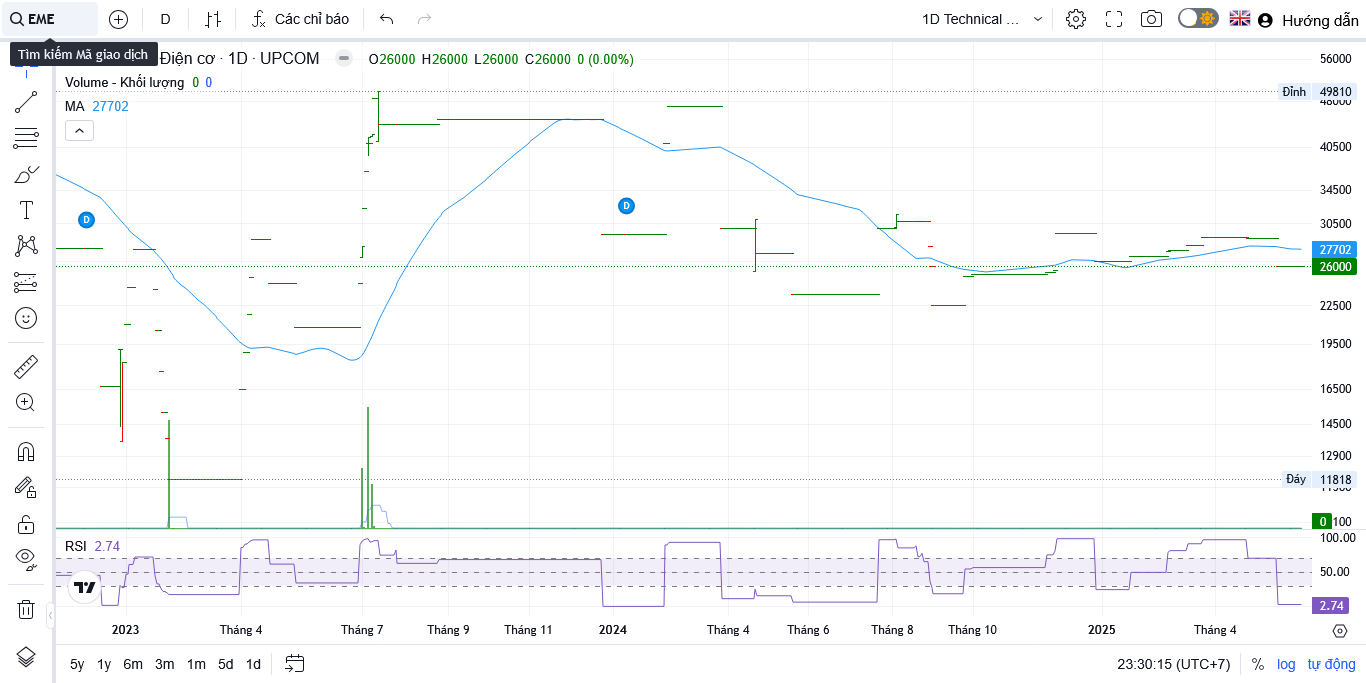 EME D Các chỉ báo 1D Technical ... Hướng dẫn
Tìm kiếm Mã giao dịch Điện cơ · 1D · UPCOM O26000 H26000 L26000 C26000 0 (0.00%)
Volume - Khối lượng 0 0
MA 27702
56000
Đỉnh 49810
48000
40500
34500
30500
27702
26000
22500
19500
16500
14500
12900
Đáy 11818
0
D
D
RSI 2.74
100.00
50.00
2.74
2023 Tháng 4 Tháng 7 Tháng 9 Tháng 11 2024 Tháng 4 Tháng 6 Tháng 8 Tháng 10 2025 Tháng 4
5y 1y 6m 3m 1m 5d 1d 23:30:15 (UTC+7) % log tự động